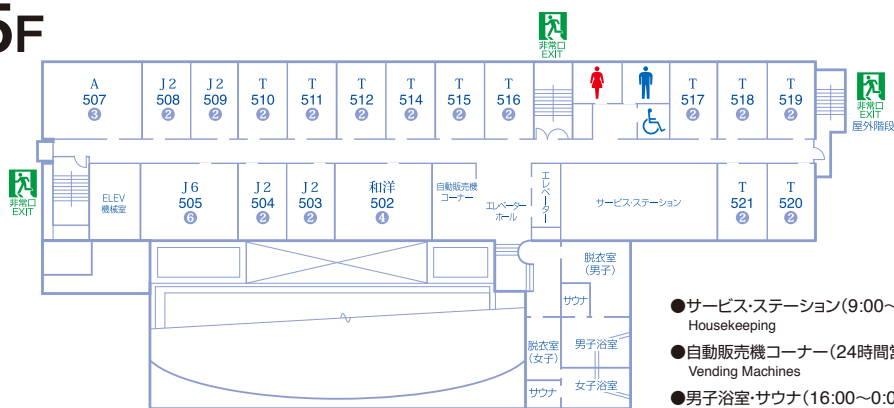 5F
非常口
EXIT
A
507
3
J2
508
2
J2
509
2
T
510
2
T
511
2
T
512
2
T
514
2
T
515
2
T
516
2
T
517
2
T
518
2
T
519
2
非常口
EXIT
屋外階段
非常口
EXIT
ELEV
機械室
J6
505
6
J2
504
2
J2
503
2
和洋
502
4
自動販売機
コーナー
エレベーター
ホール
エレベーター
サービス・ステーション
T
521
2
T
520
2
脱衣室
(男子)
サウナ
脱衣室
(女子)
男子浴室
サウナ
女子浴室
●サービス・ステーション(9:00～
Housekeeping
●自動販売機コーナー(24時間営
Vending Machines
●男子浴室・サウナ(16:00～0:0